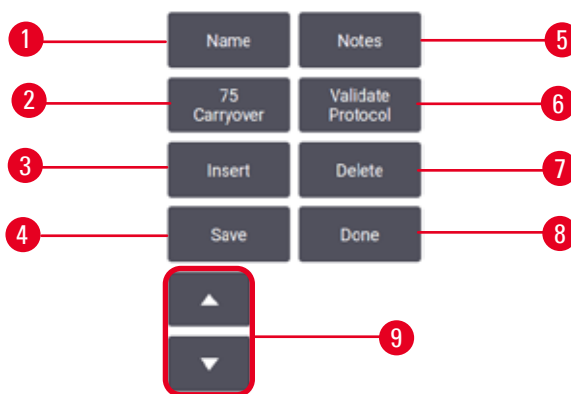 1 Name Notes 5
2 75 Carryover Validate Protocol 6
3 Insert Delete 7
4 Save Done 8
9